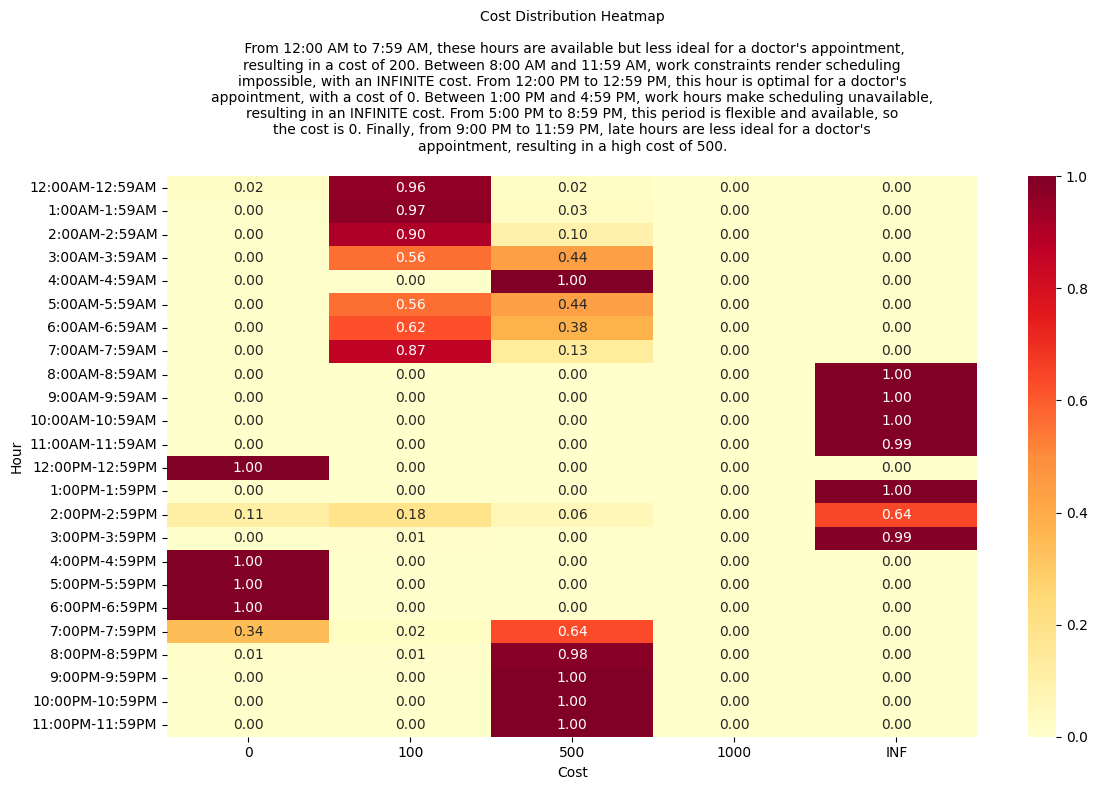 Cost Distribution Heatmap
From 12:00 AM to 7:59 AM, these hours are available but less ideal for a doctor's appointment,
resulting in a cost of 200. Between 8:00 AM and 11:59 AM, work constraints render scheduling
impossible, with an INFINITE cost. From 12:00 PM to 12:59 PM, this hour is optimal for a doctor's
appointment, with a cost of 0. Between 1:00 PM and 4:59 PM, work hours make scheduling unavailable,
resulting in an INFINITE cost. From 5:00 PM to 8:59 PM, this period is flexible and available, so
the cost is 0. Finally, from 9:00 PM to 11:59 PM, late hours are less ideal for a doctor's
appointment, resulting in a high cost of 500.
Hour
12:00AM-12:59AM 0.02 0.96 0.02 0.00 0.00
1:00AM-1:59AM 0.00 0.97 0.03 0.00 0.00
2:00AM-2:59AM 0.00 0.90 0.10 0.00 0.00
3:00AM-3:59AM 0.00 0.56 0.44 0.00 0.00
4:00AM-4:59AM 0.00 0.00 1.00 0.00 0.00
5:00AM-5:59AM 0.00 0.56 0.44 0.00 0.00
6:00AM-6:59AM 0.00 0.62 0.38 0.00 0.00
7:00AM-7:59AM 0.00 0.87 0.13 0.00 0.00
8:00AM-8:59AM 0.00 0.00 0.00 0.00 1.00
9:00AM-9:59AM 0.00 0.00 0.00 0.00 1.00
10:00AM-10:59AM 0.00 0.00 0.00 0.00 1.00
11:00AM-11:59AM 0.00 0.00 0.00 0.00 0.99
12:00PM-12:59PM 1.00 0.00 0.00 0.00 0.00
1:00PM-1:59PM 0.00 0.00 0.00 0.00 1.00
2:00PM-2:59PM 0.11 0.18 0.06 0.00 0.64
3:00PM-3:59PM 0.00 0.01 0.00 0.00 0.99
4:00PM-4:59PM 1.00 0.00 0.00 0.00 0.00
5:00PM-5:59PM 1.00 0.00 0.00 0.00 0.00
6:00PM-6:59PM 1.00 0.00 0.00 0.00 0.00
7:00PM-7:59PM 0.34 0.02 0.64 0.00 0.00
8:00PM-8:59PM 0.01 0.01 0.98 0.00 0.00
9:00PM-9:59PM 0.00 0.00 1.00 0.00 0.00
10:00PM-10:59PM 0.00 0.00 1.00 0.00 0.00
11:00PM-11:59PM 0.00 0.00 1.00 0.00 0.00
0 100 500 1000 INF
Cost
1.0
0.8
0.6
0.4
0.2
0.0